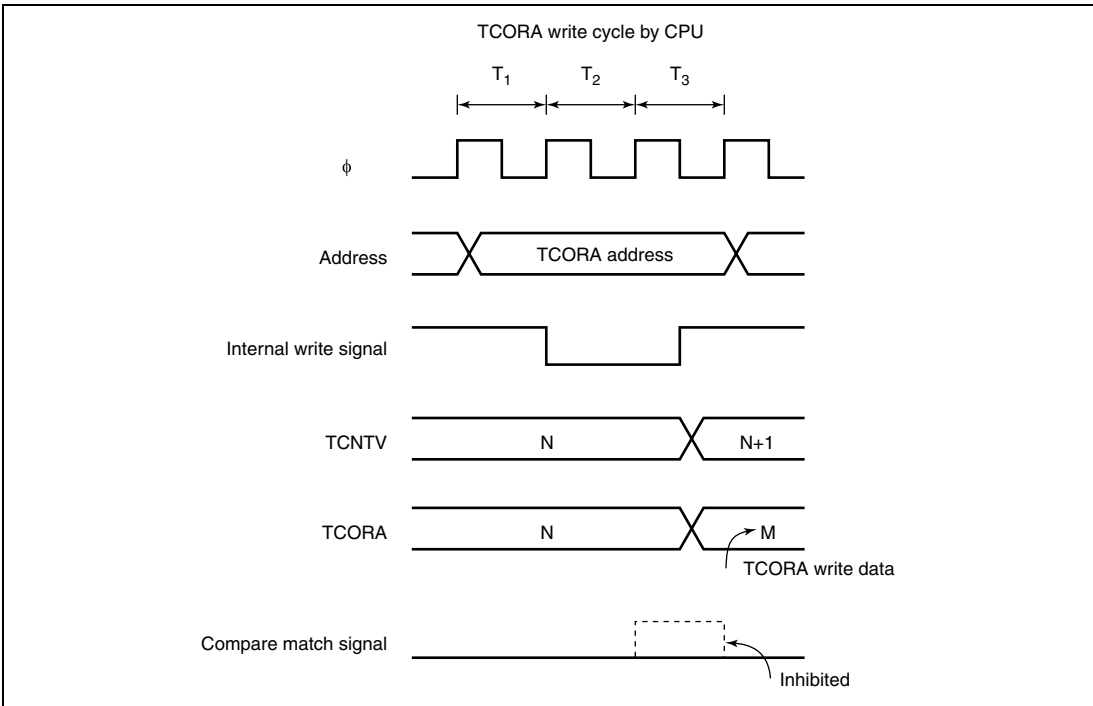 TCORA write cycle by CPU
T1 T2 T3
ϕ
Address TCORA address
Internal write signal
TCNTV N N+1
TCORA N M
TCORA write data
Compare match signal
Inhibited